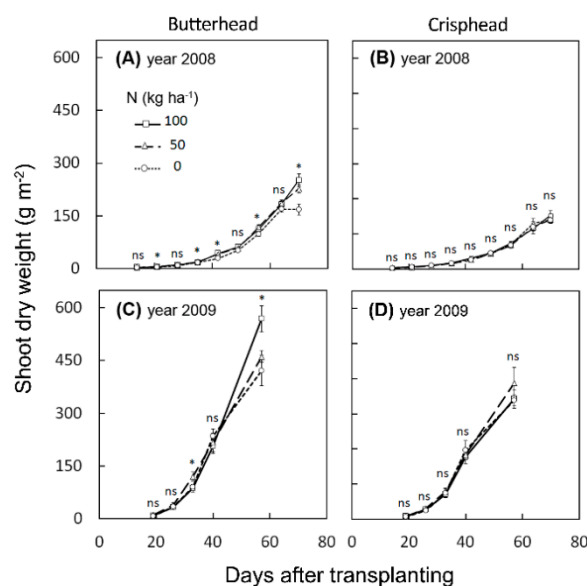 Butterhead
Crisphead
Shoot dry weight (g m⁻²)
600
450
300
150
0
(A) year 2008
N (kg ha⁻¹)
100
50
0
ns
*
ns
*
*
ns
*
ns
*
(B) year 2008
ns
ns
ns
ns
ns
ns
ns
ns
ns
600
450
300
150
0
(C) year 2009
ns
ns
*
ns
*
(D) year 2009
ns
ns
ns
ns
ns
0 20 40 60 80
0 20 40 60 80
Days after transplanting